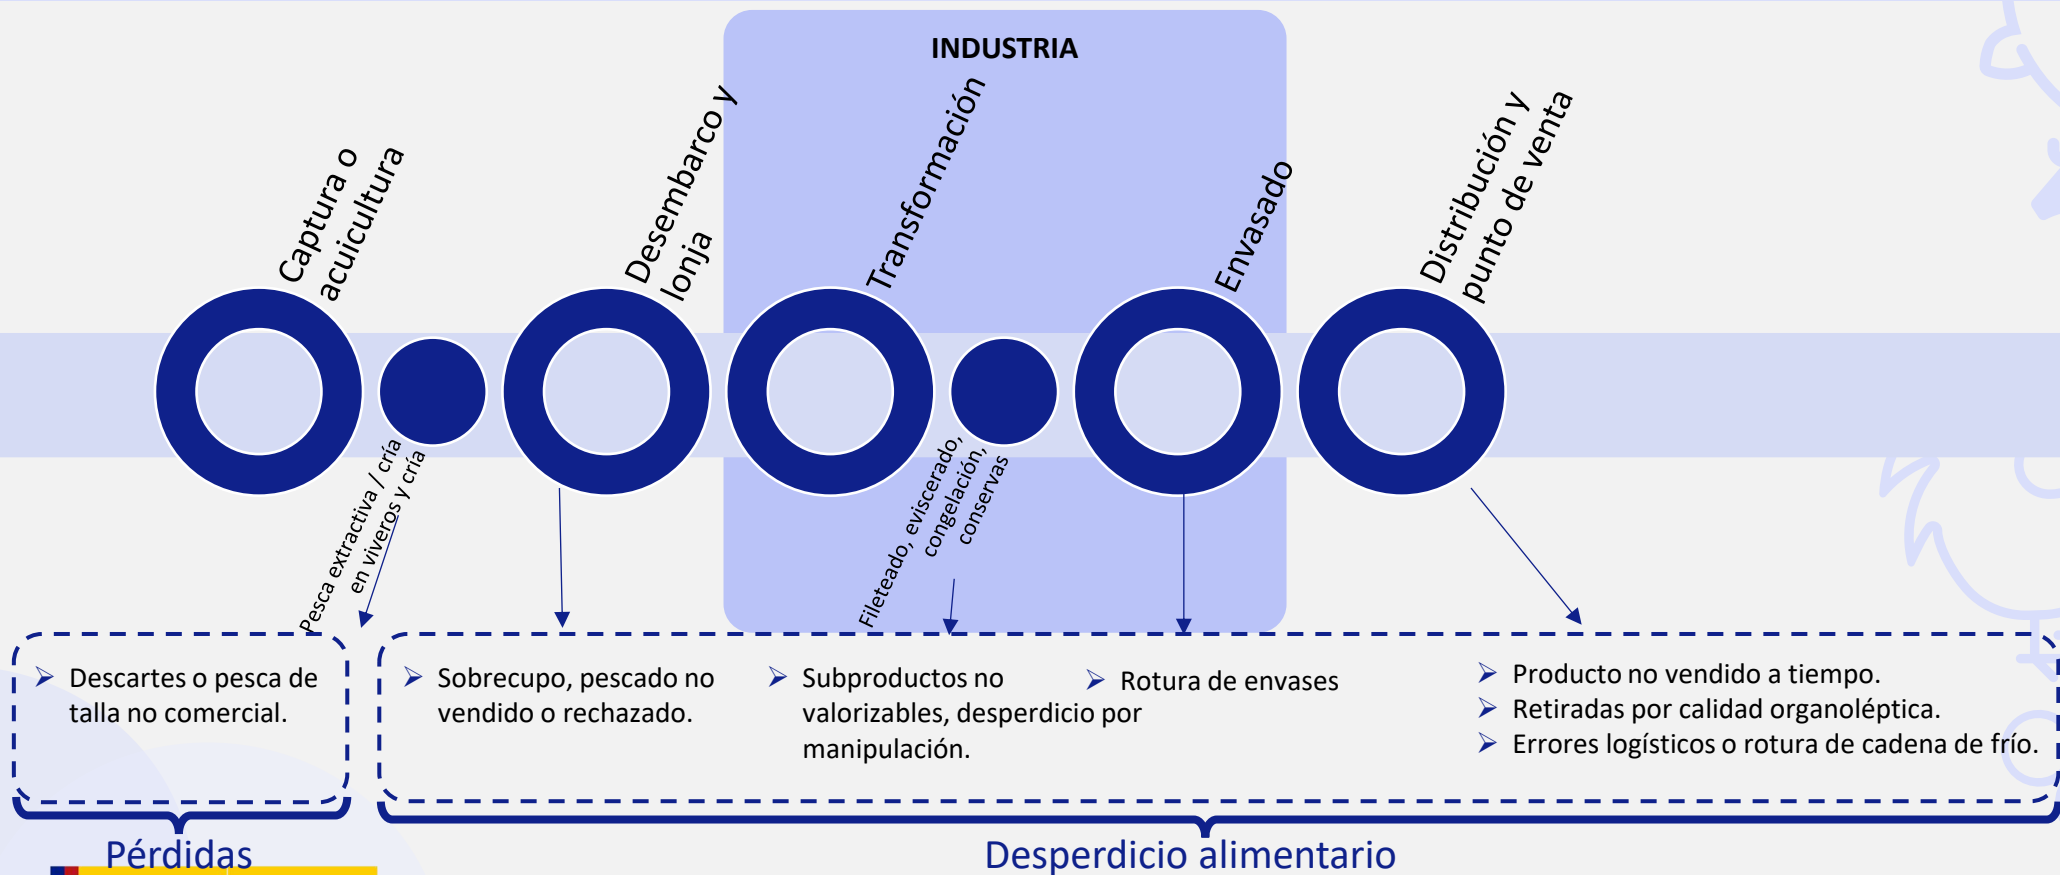 INDUSTRIA
Captura o
acuicultura
Desembarco y
lonja
Transformación
Envasado
Distribución y
punto de venta
Pesca extractiva / cría
en viveros y cría
Fileteado, eviscerado,
congelación,
conservas
Descartes o pesca de
talla no comercial.
Sobrecupo, pescado no
vendido o rechazado.
Subproductos no
valorizables, desperdicio por
manipulación.
Rotura de envases
Producto no vendido a tiempo.
Retiradas por calidad organoléptica.
Errores logísticos o rotura de cadena de frío.
Pérdidas
Desperdicio alimentario